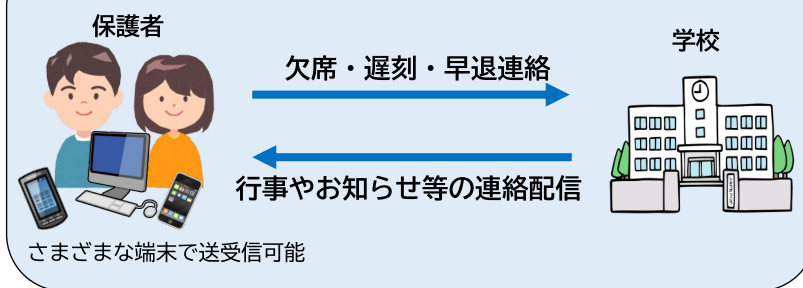 保護者
学校
欠席・遅刻・早退連絡
行事やお知らせ等の連絡配信
さまざまな端末で送受信可能